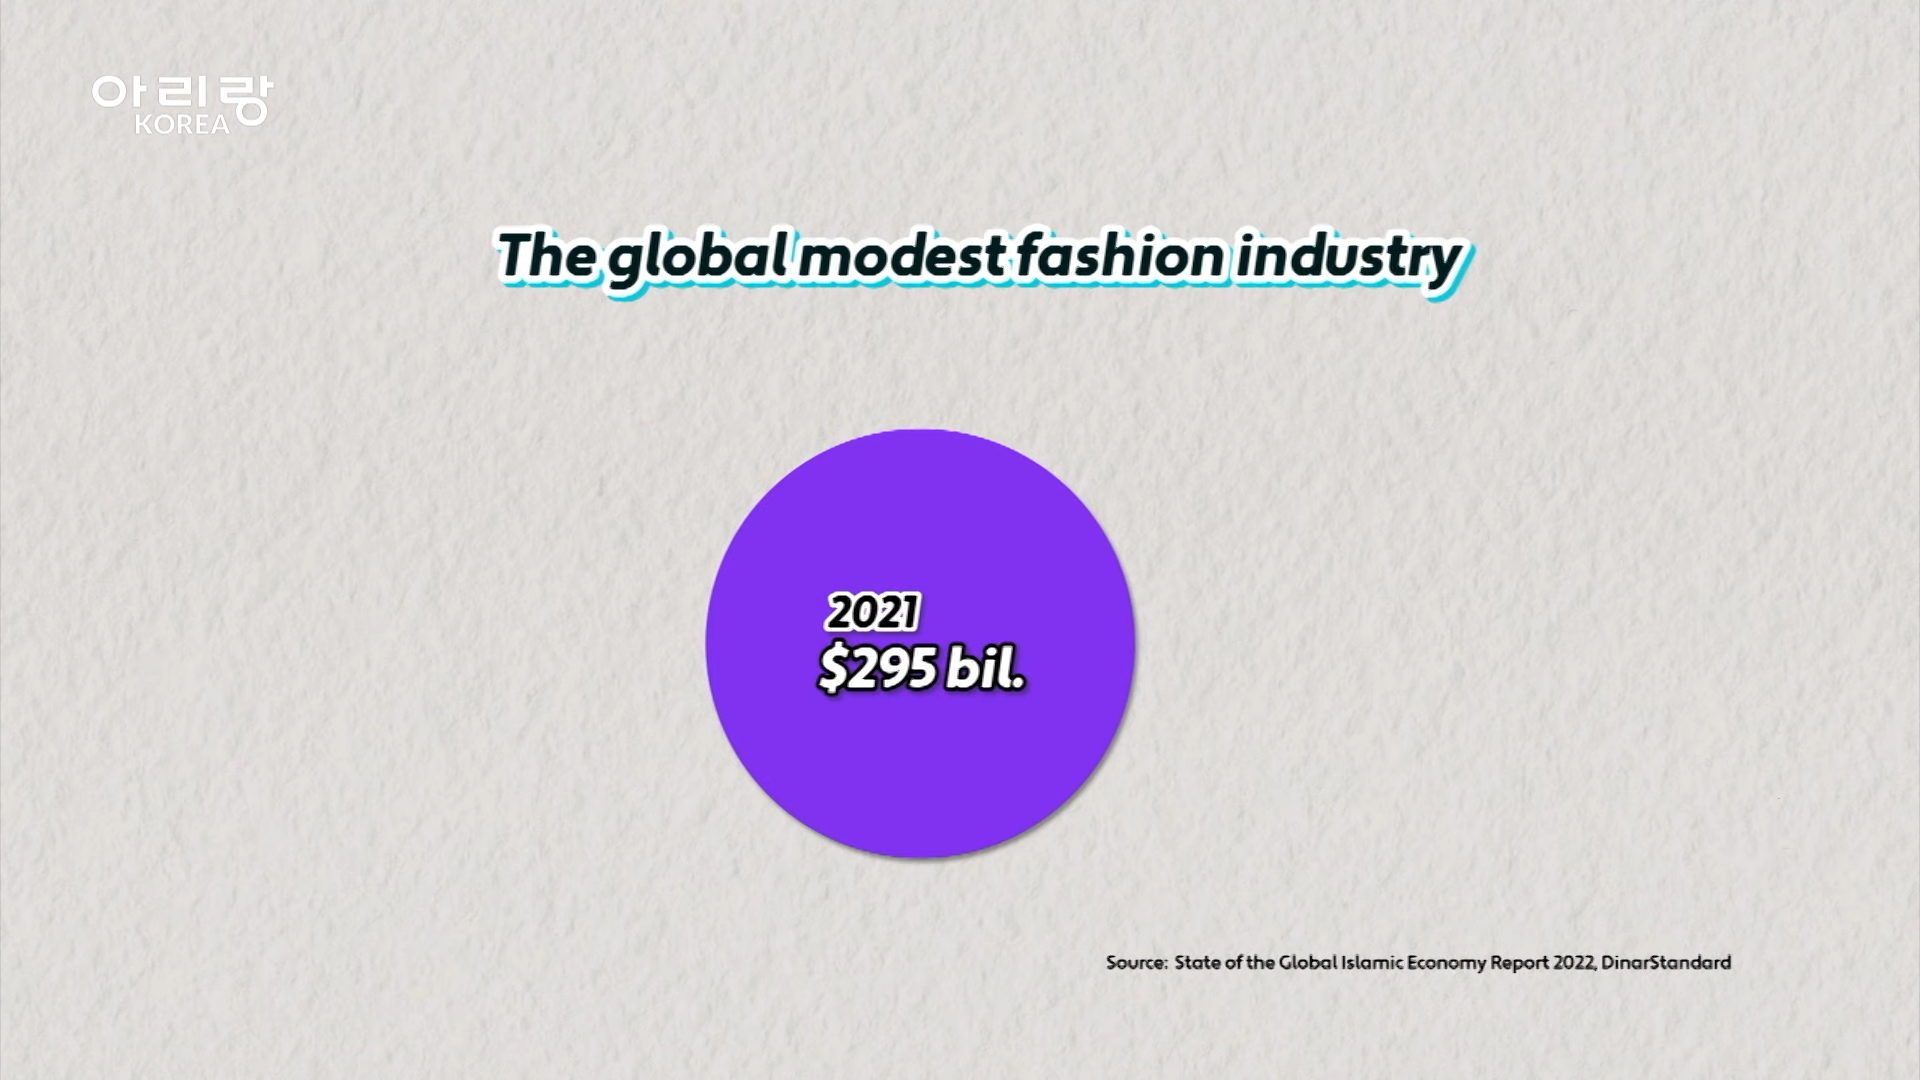 아리랑
KOREA
The global modest fashion industry
2021
$295 bil.
Source: State of the Global Islamic Economy Report 2022, DinarStandard